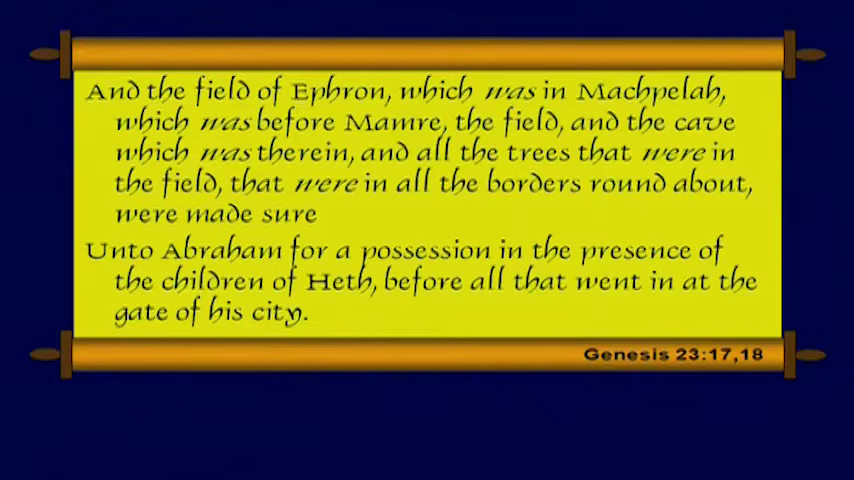 And the field of Ephron, which was in Machpelah,
which was before Mamre, the field, and the cave
which was therein, and all the trees that were in
the field, that were in all the borders round about,
were made sure
Unto Abraham for a possession in the presence of
the children of Heth, before all that went in at the
gate of his city.
Genesis 23:17,18